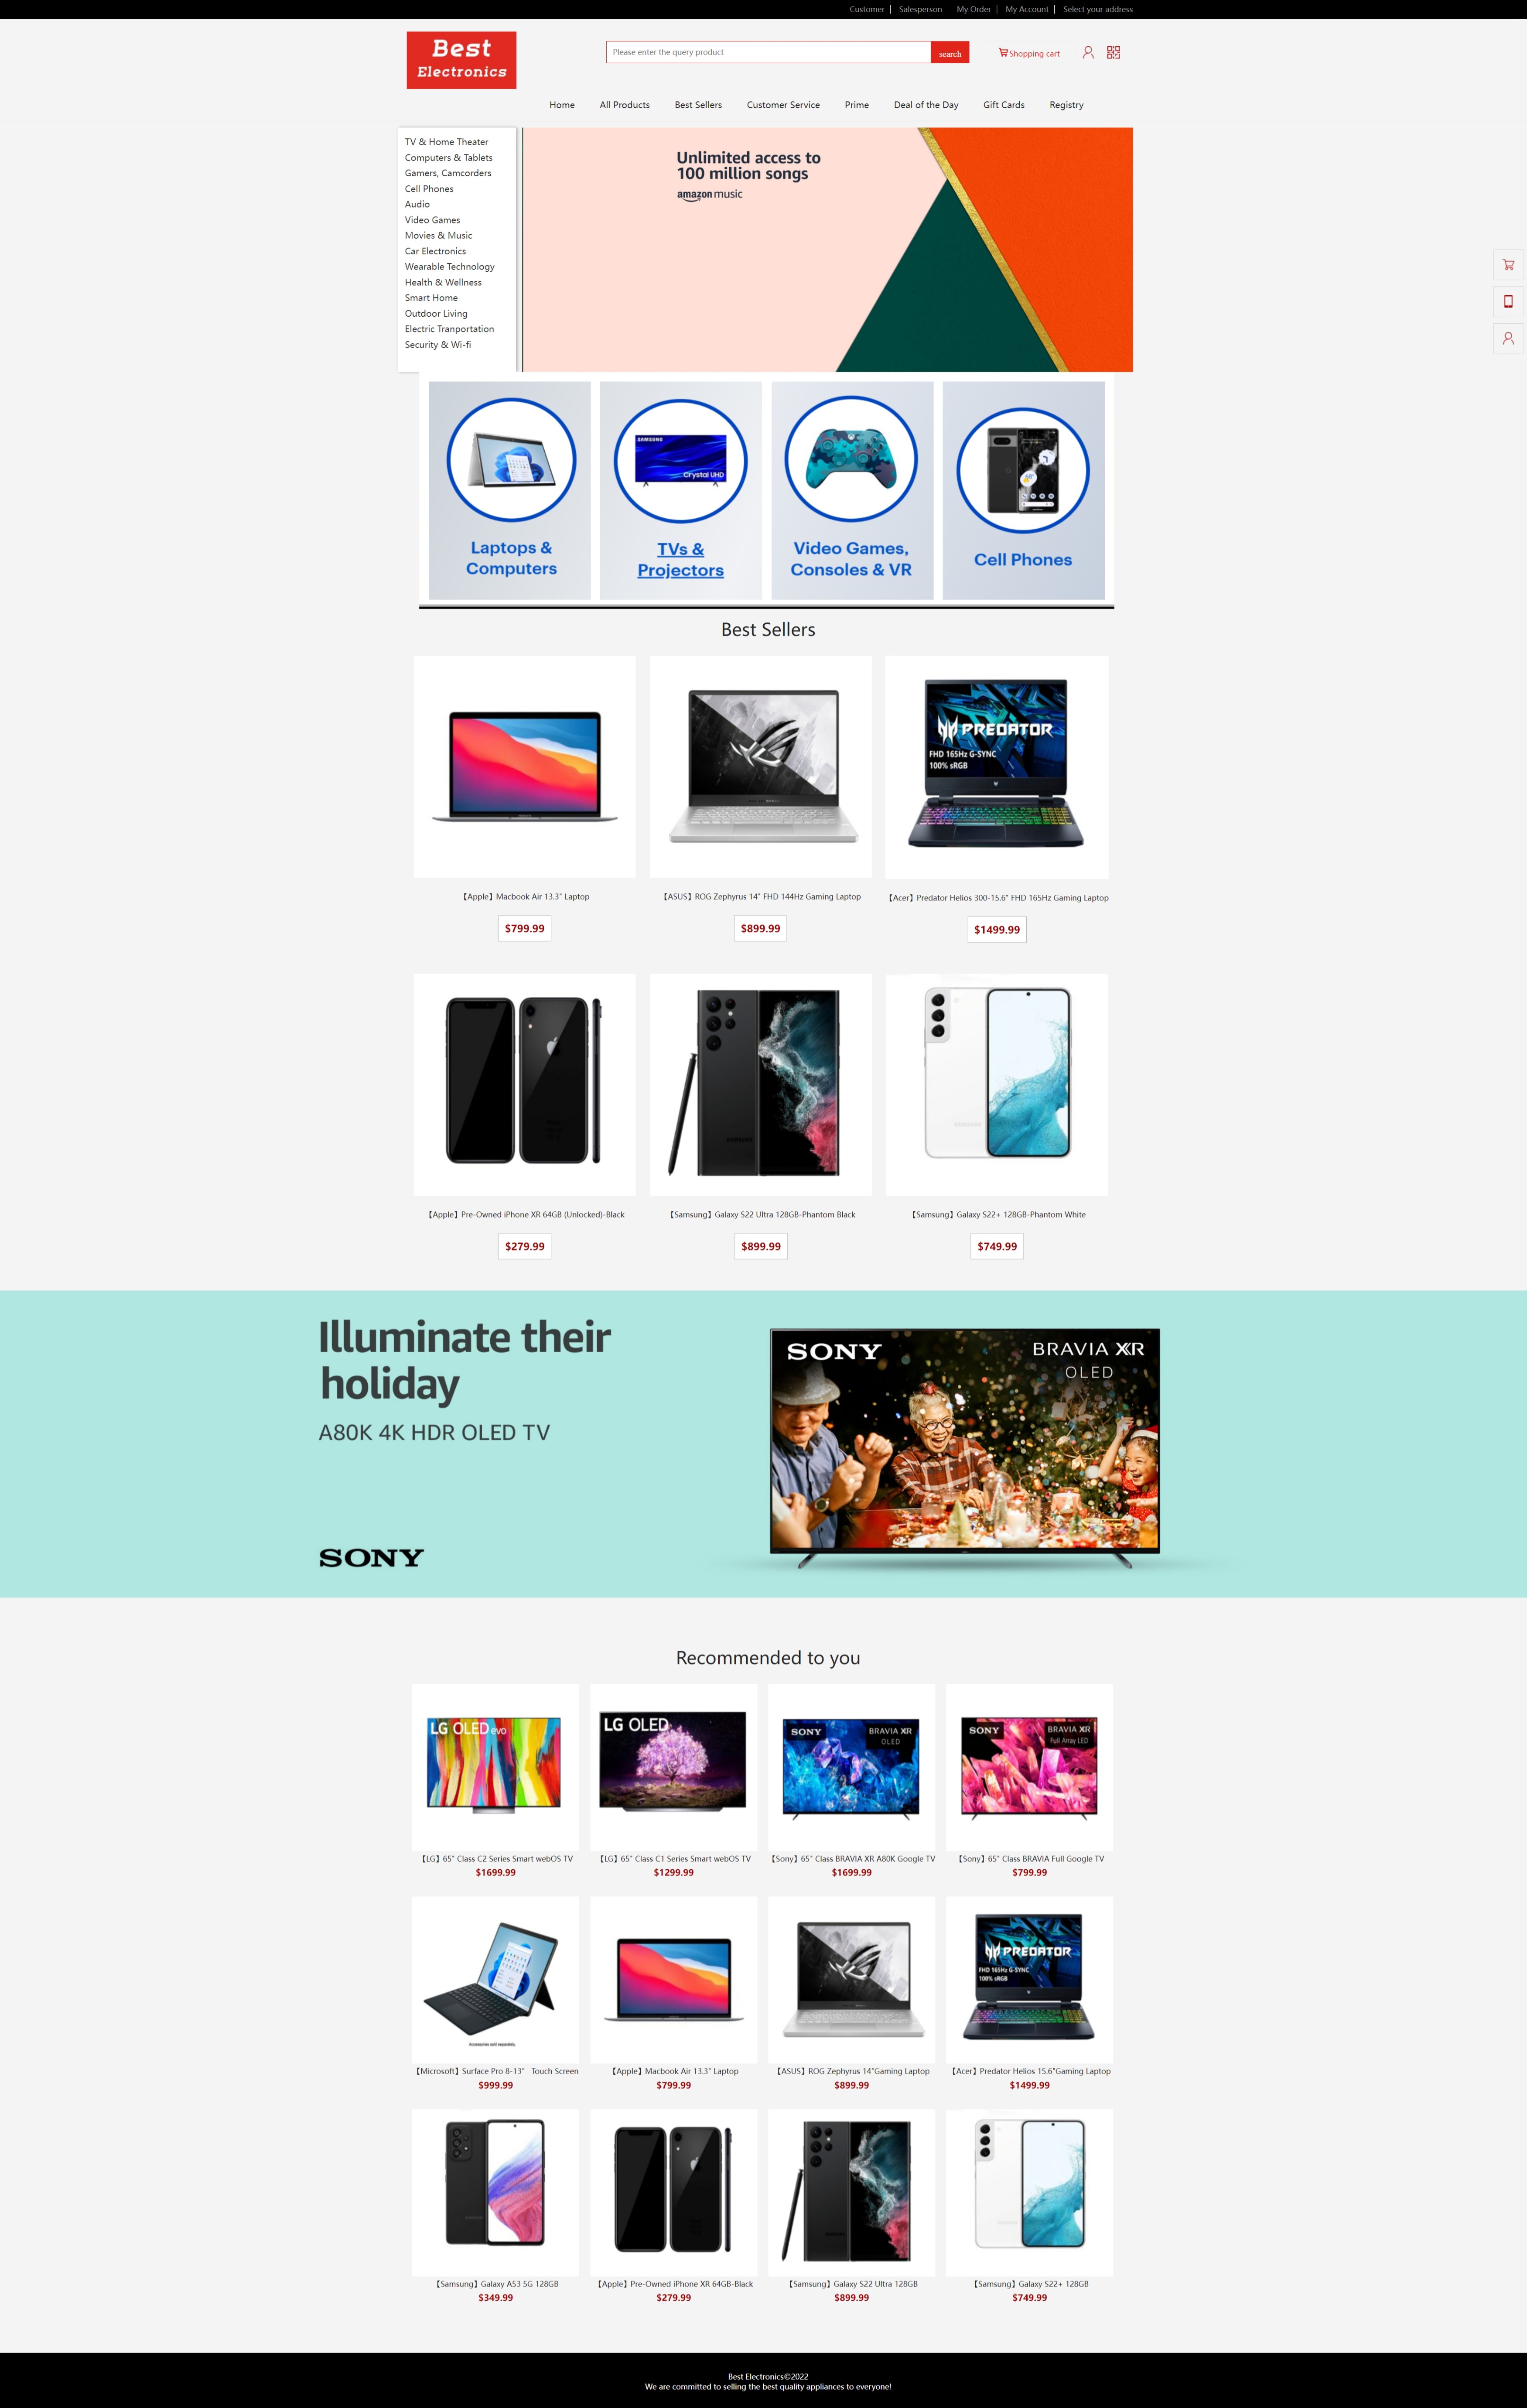 Customer | Salesperson | My Order | My Account | Select your address
Best
Electronics
Please enter the query product
search
Shopping cart
Home All Products Best Sellers Customer Service Prime Deal of the Day Gift Cards Registry
TV & Home Theater
Computers & Tablets
Gamers, Camcorders
Cell Phones
Audio
Video Games
Movies & Music
Car Electronics
Wearable Technology
Health & Wellness
Smart Home
Outdoor Living
Electric Tranportation
Security & Wi-fi
Unlimited access to
100 million songs
amazon music
SAMSUNG
Crystal UHD
Laptops &
Computers
TVs &
Projectors
Video Games,
Consoles & VR
Cell Phones
Best Sellers
PREDATOR
FHD 165Hz G-SYNC
100% sRGB
【Apple】Macbook Air 13.3" Laptop
【ASUS】ROG Zephyrus 14" FHD 144Hz Gaming Laptop
【Acer】Predator Helios 300-15.6" FHD 165Hz Gaming Laptop
$799.99
$899.99
$1499.99
【Apple】Pre-Owned iPhone XR 64GB (Unlocked)-Black
【Samsung】Galaxy S22 Ultra 128GB-Phantom Black
【Samsung】Galaxy S22+ 128GB-Phantom White
$279.99
$899.99
$749.99
Illuminate their
holiday
A80K 4K HDR OLED TV
SONY
SONY
BRAVIA XR
OLED
Recommended to you
LG OLED evo
LG OLED
SONY
BRAVIA XR
OLED
SONY
BRAVIA XR
Full Array LED
【LG】65" Class C2 Series Smart webOS TV
【LG】65" Class C1 Series Smart webOS TV
【Sony】65" Class BRAVIA XR A80K Google TV
【Sony】65" Class BRAVIA Full Google TV
$1699.99
$1299.99
$1699.99
$799.99
Accessories sold separately.
PREDATOR
FHD 165Hz G-SYNC
100% sRGB
【Microsoft】Surface Pro 8-13" Touch Screen
【Apple】Macbook Air 13.3" Laptop
【ASUS】ROG Zephyrus 14"Gaming Laptop
【Acer】Predator Helios 15.6"Gaming Laptop
$999.99
$799.99
$899.99
$1499.99
【Samsung】Galaxy A53 5G 128GB
【Apple】Pre-Owned iPhone XR 64GB-Black
【Samsung】Galaxy S22 Ultra 128GB
【Samsung】Galaxy S22+ 128GB
$349.99
$279.99
$899.99
$749.99
Best Electronics©2022
We are committed to selling the best quality appliances to everyone!